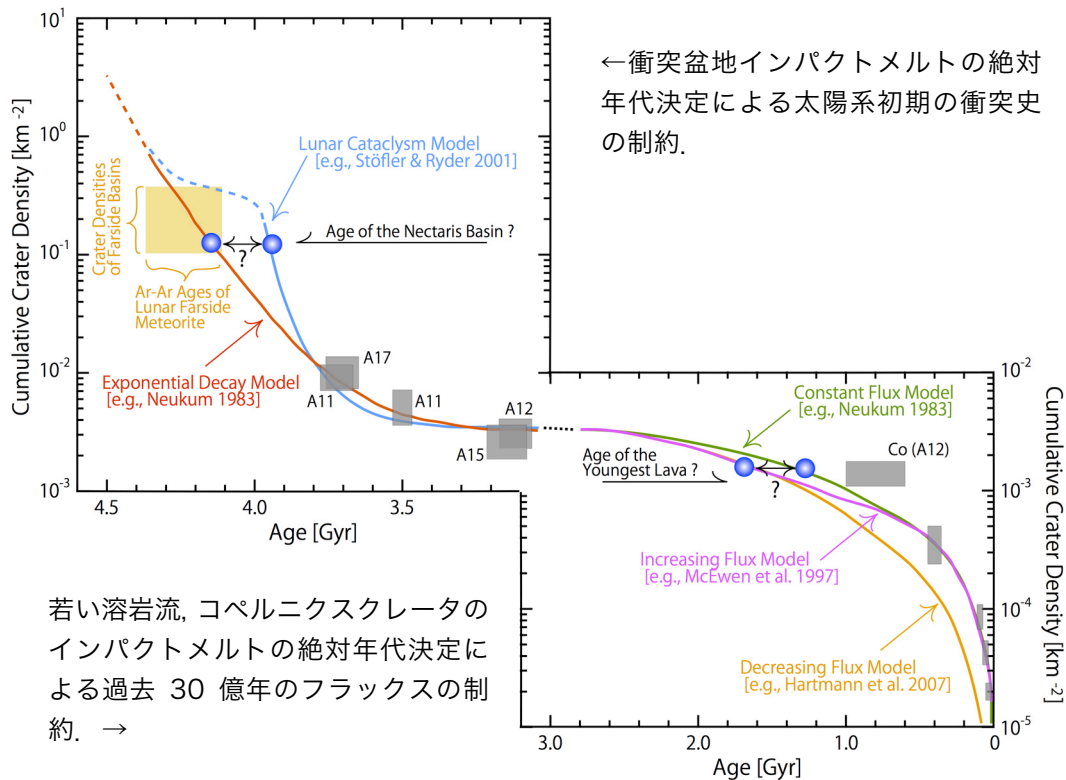 ←衝突盆地インパクトメルトの絶対
年代決定による太陽系初期の衝突史
の制約.
Cumulative Crater Density [km⁻²]
10¹
10⁰
10⁻¹
10⁻²
10⁻³
4.5
4.0
3.5
Age [Gyr]
Lunar Cataclysm Model
[e.g., Stöfler & Ryder 2001]
Crater Densities
of Farside Basins
Age of the Nectaris Basin ?
?
Ar-Ar Ages of
Lunar Farside
Meteorite
Exponential Decay Model
[e.g., Neukum 1983]
A17
A11
A11
A12
A15
Constant Flux Model
[e.g., Neukum 1983]
Co (A12)
Age of the
Youngest Lava ?
?
Increasing Flux Model
[e.g., McEwen et al. 1997]
Decreasing Flux Model
[e.g., Hartmann et al. 2007]
10⁻²
10⁻³
10⁻⁴
10⁻⁵
Cumulative Crater Density [km⁻²]
3.0
2.0
1.0
0
Age [Gyr]
若い溶岩流, コペルニクスクレータの
インパクトメルトの絶対年代決定に
よる過去 30 億年のフラックスの制
約. →